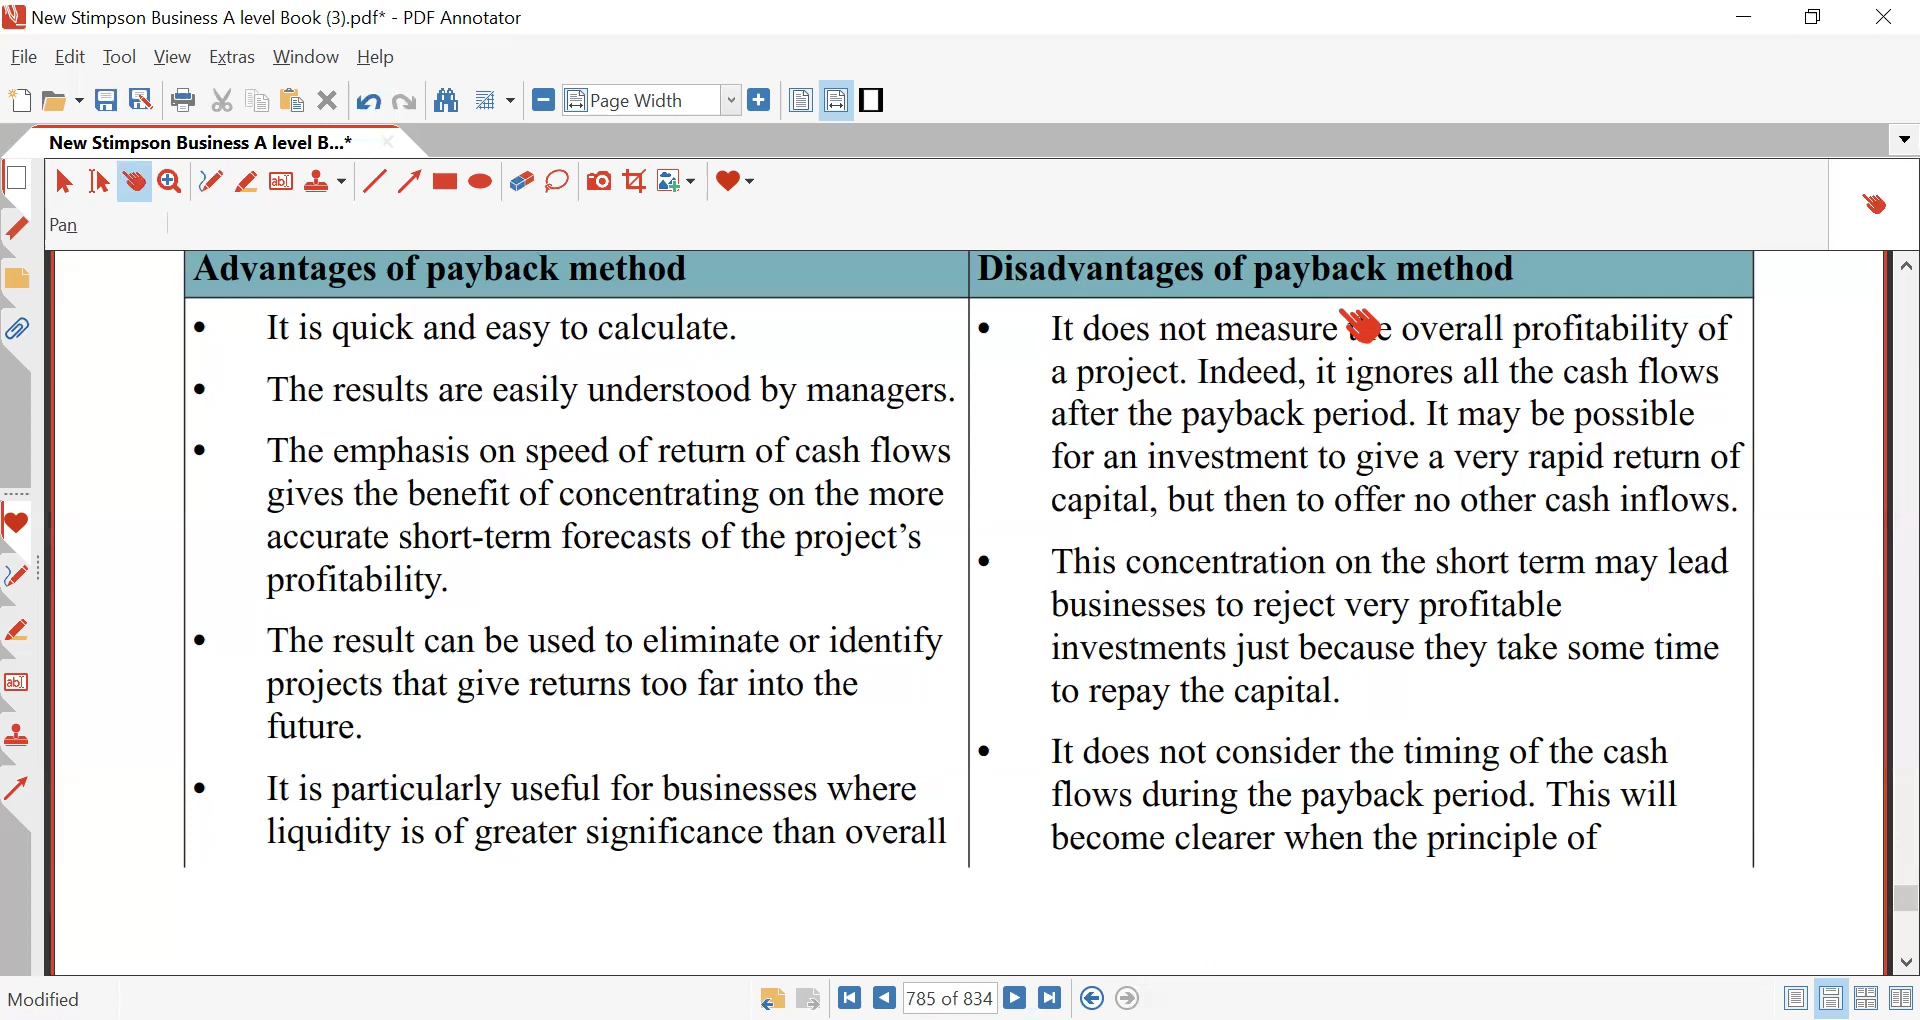 New Stimpson Business A level Book (3).pdf* - PDF Annotator
File Edit Tool View Extras Window Help
Page Width
New Stimpson Business A level B...*
Pan
Advantages of payback method
• It is quick and easy to calculate.
• The results are easily understood by managers.
• The emphasis on speed of return of cash flows
gives the benefit of concentrating on the more
accurate short-term forecasts of the project’s
profitability.
• The result can be used to eliminate or identify
projects that give returns too far into the
future.
• It is particularly useful for businesses where
liquidity is of greater significance than overall
Disadvantages of payback method
• It does not measure the overall profitability of
a project. Indeed, it ignores all the cash flows
after the payback period. It may be possible
for an investment to give a very rapid return of
capital, but then to offer no other cash inflows.
• This concentration on the short term may lead
businesses to reject very profitable
investments just because they take some time
to repay the capital.
• It does not consider the timing of the cash
flows during the payback period. This will
become clearer when the principle of
Modified
785 of 834